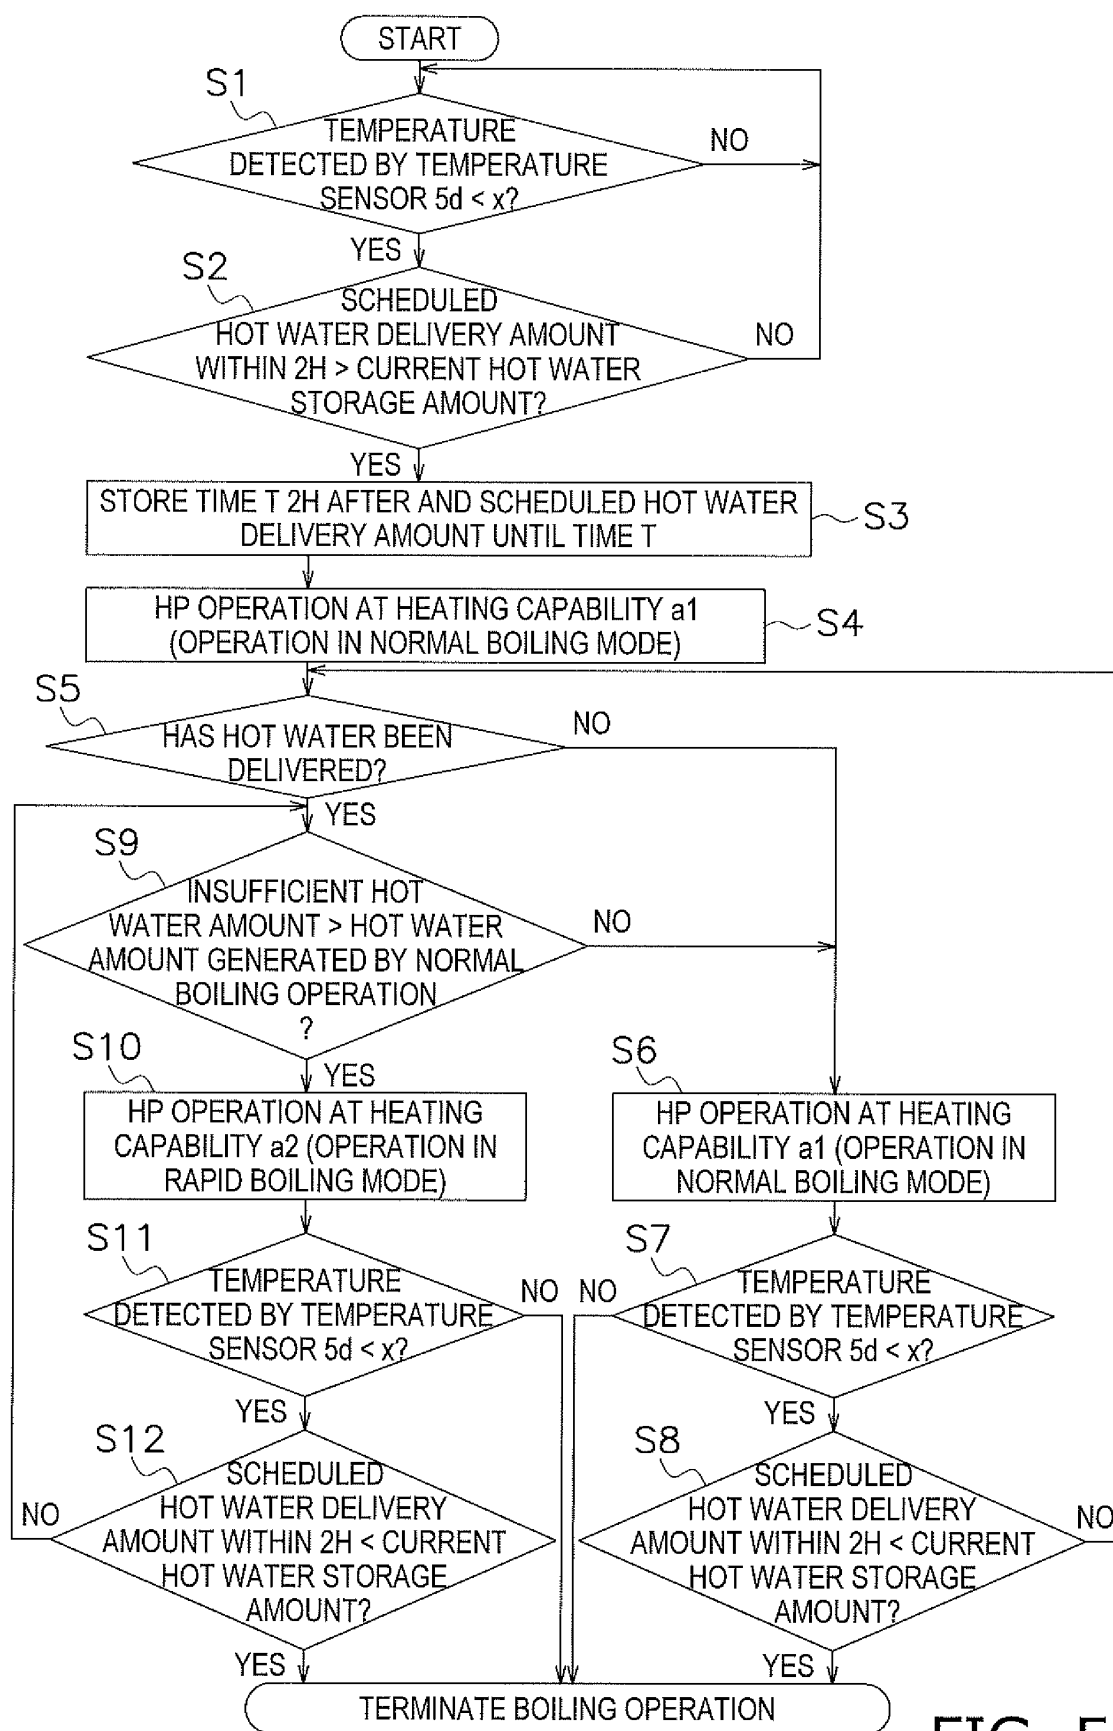 START
S1
TEMPERATURE
DETECTED BY TEMPERATURE
SENSOR 5d < x?
NO
YES
S2
SCHEDULED
HOT WATER DELIVERY AMOUNT
WITHIN 2H > CURRENT HOT WATER
STORAGE AMOUNT?
NO
YES
STORE TIME T 2H AFTER AND SCHEDULED HOT WATER
DELIVERY AMOUNT UNTIL TIME T
S3
HP OPERATION AT HEATING CAPABILITY a1
(OPERATION IN NORMAL BOILING MODE)
S4
S5
HAS HOT WATER BEEN
DELIVERED?
NO
YES
S9
INSUFFICIENT HOT
WATER AMOUNT > HOT WATER
AMOUNT GENERATED BY NORMAL
BOILING OPERATION
?
NO
YES
S10
HP OPERATION AT HEATING
CAPABILITY a2 (OPERATION IN
RAPID BOILING MODE)
S6
HP OPERATION AT HEATING
CAPABILITY a1 (OPERATION IN
NORMAL BOILING MODE)
S11
TEMPERATURE
DETECTED BY TEMPERATURE
SENSOR 5d < x?
NO
YES
S7
TEMPERATURE
DETECTED BY TEMPERATURE
SENSOR 5d < x?
NO
YES
S12
SCHEDULED
HOT WATER DELIVERY
AMOUNT WITHIN 2H < CURRENT
HOT WATER STORAGE
AMOUNT?
NO
YES
S8
SCHEDULED
HOT WATER DELIVERY
AMOUNT WITHIN 2H < CURRENT
HOT WATER STORAGE
AMOUNT?
NO
YES
TERMINATE BOILING OPERATION
FIG. 5